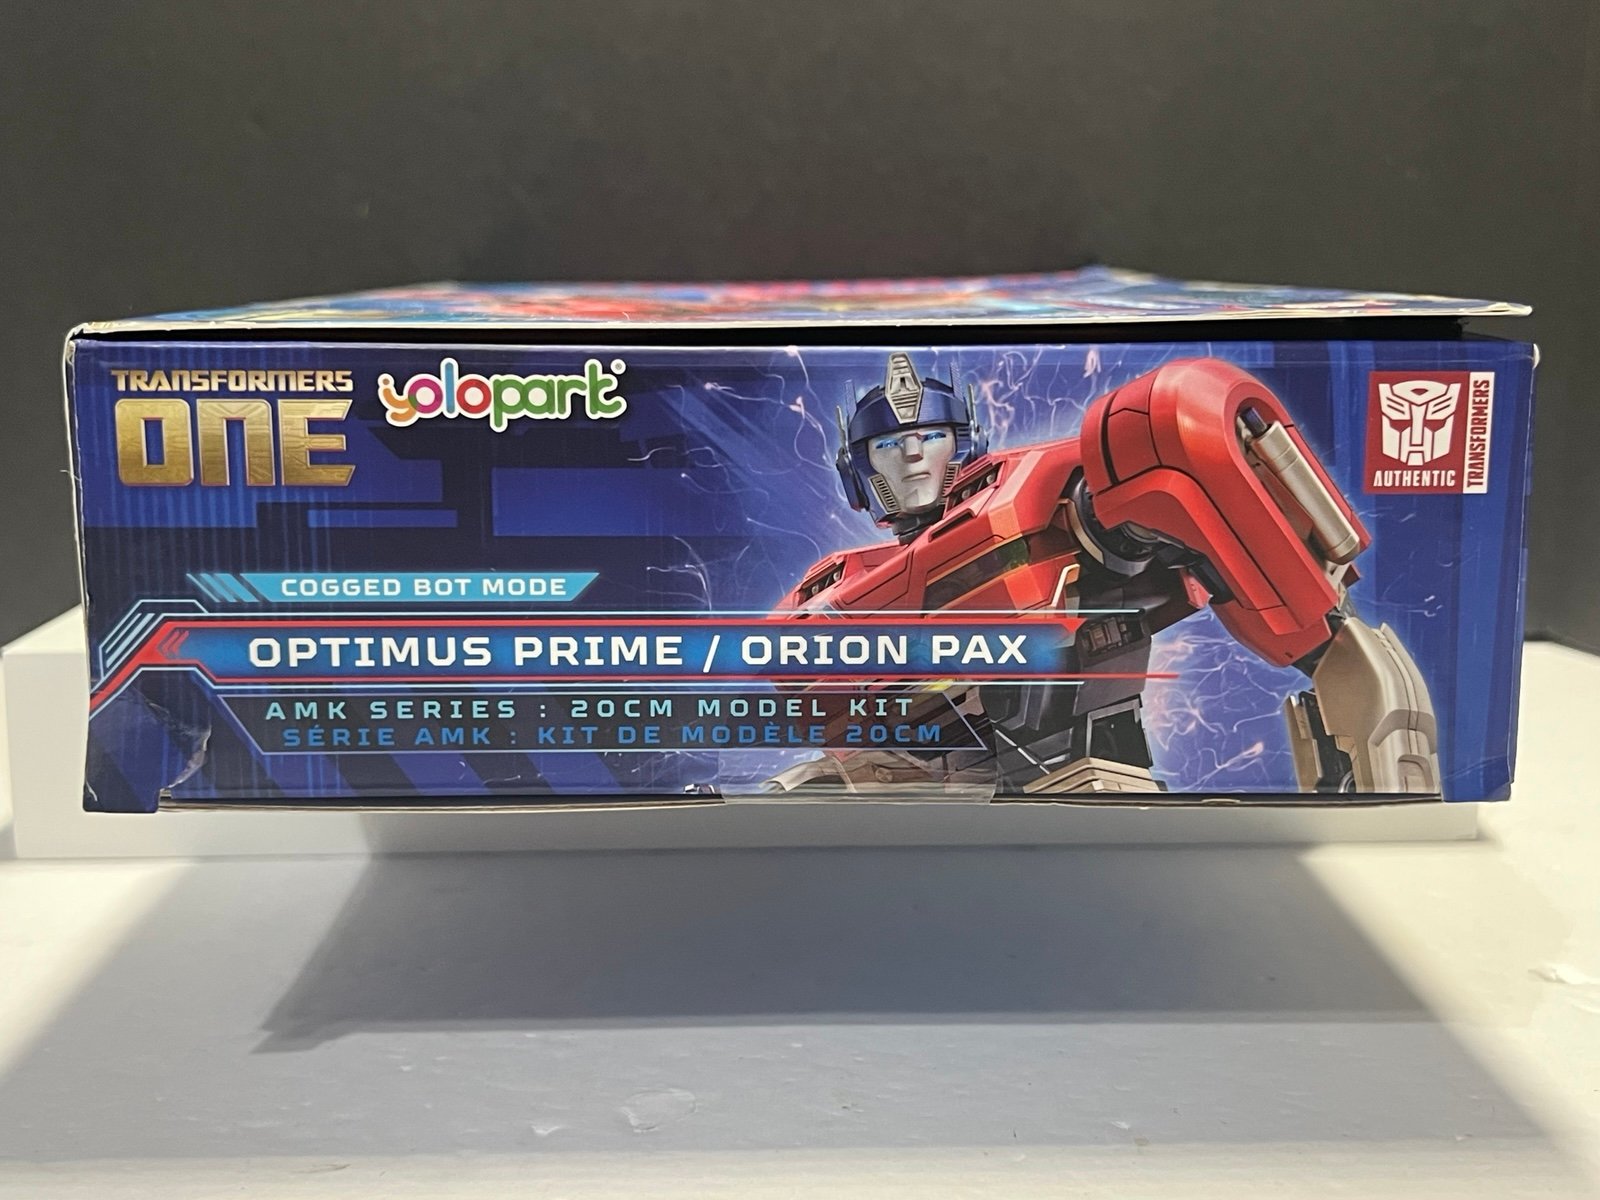 TRANSFORMERS
ONE
yolopart®
AUTHENTIC
TRANSFORMERS
COGGED BOT MODE
OPTIMUS PRIME / ORION PAX
AMK SERIES : 20CM MODEL KIT
SÉRIE AMK : KIT DE MODÈLE 20CM